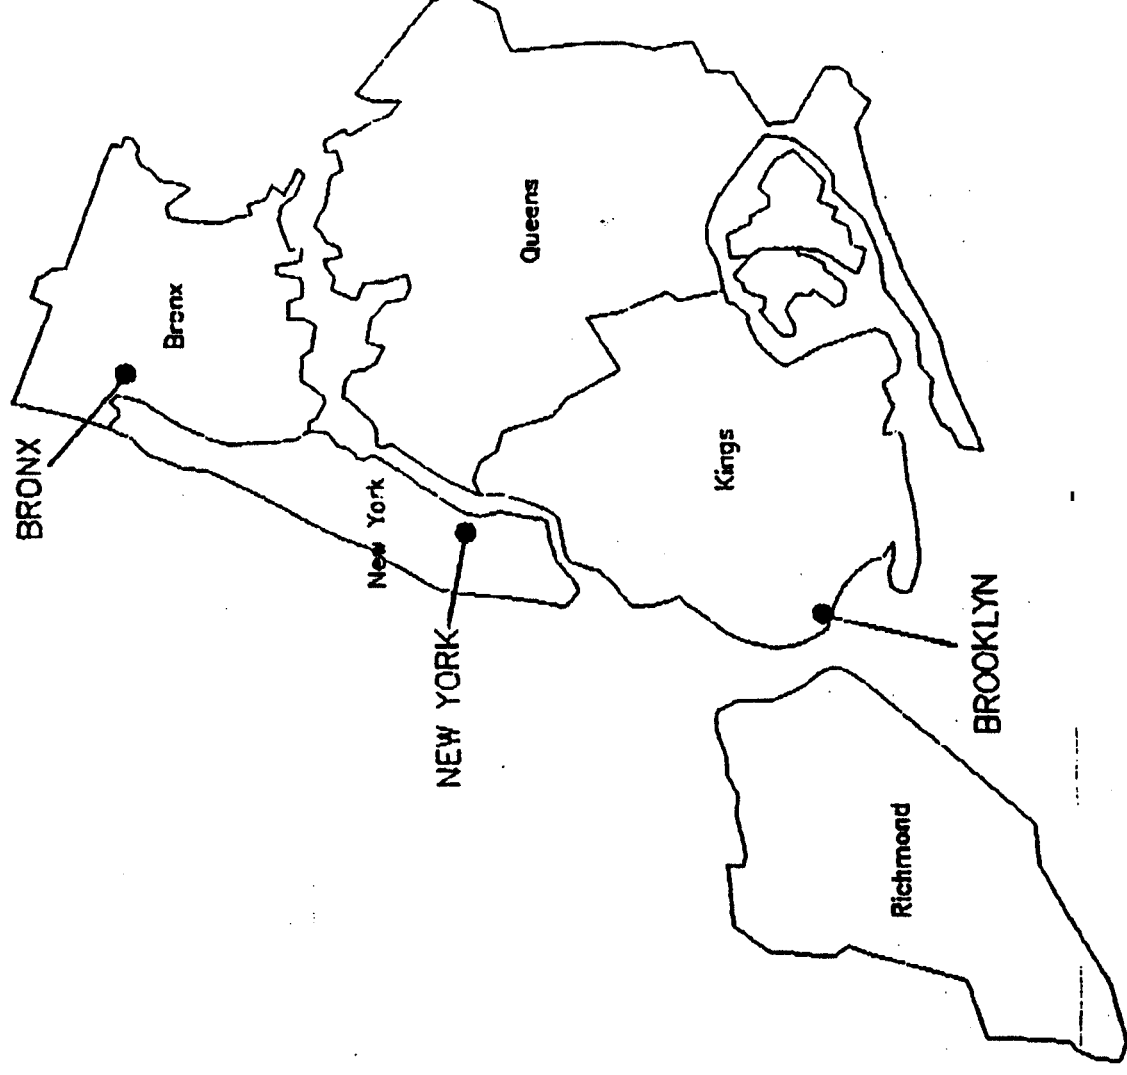 BRONX
Bronx
Queens
New York
NEW YORK
Kings
BROOKLYN
Richmond